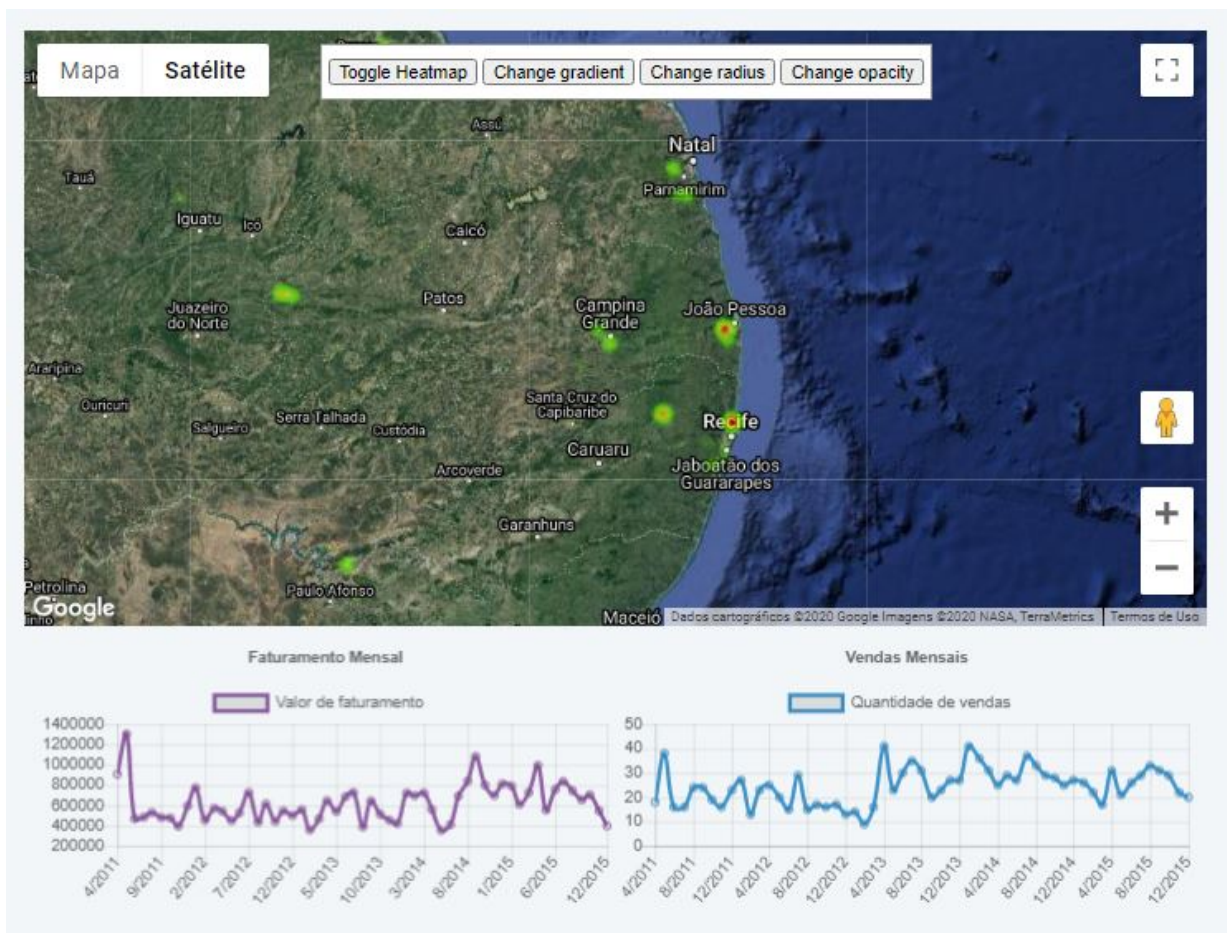 Mapa
Satélite
Toggle Heatmap
Change gradient
Change radius
Change opacity
Assú
Natal
Tauá
Parnamirim
Iguatu
Icó
Caicó
Juazeiro
do Norte
Patos
Campina
Grande
João Pessoa
Araripina
Ouricuri
Salgueiro
Serra Talhada
Custódia
Santa Cruz do
Capibaribe
Recife
Caruaru
Arcoverde
Jaboatão dos
Guararapes
Garanhuns
Petrolina
Paulo Afonso
Google
Maceió
Dados cartográficos ©2020 Google Imagens ©2020 NASA, TerraMetrics
Termos de Uso
Faturamento Mensal
Valor de faturamento
1400000
1200000
1000000
800000
600000
400000
200000
4/2011
9/2011
2/2012
7/2012
12/2012
5/2013
10/2013
3/2014
8/2014
1/2015
6/2015
12/2015
Vendas Mensais
Quantidade de vendas
50
40
30
20
10
0
4/2011
8/2011
12/2011
4/2012
8/2012
12/2012
4/2013
8/2013
12/2013
4/2014
8/2014
12/2014
4/2015
8/2015
12/2015